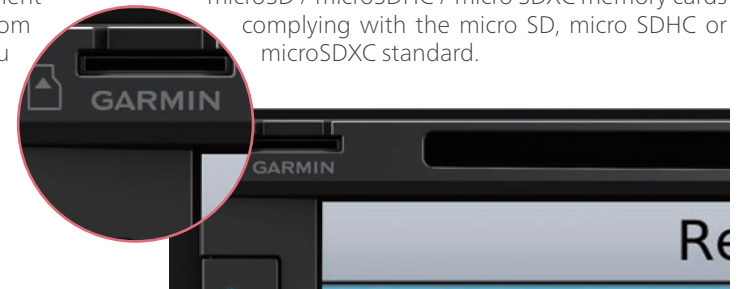 om
u
microSD / microSDHC / micro SDXC memory cards
complying with the micro SD, micro SDHC or
microSDXC standard.
GARMIN
GARMIN
Re